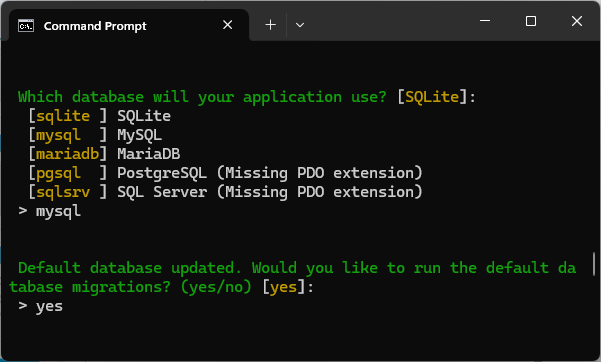 Command Prompt
Which database will your application use? [SQLite]:
[sqlite ] SQLite
[mysql  ] MySQL
[mariadb] MariaDB
[pgsql  ] PostgreSQL (Missing PDO extension)
[sqlsrv ] SQL Server (Missing PDO extension)
> mysql
Default database updated. Would you like to run the default da
tabase migrations? (yes/no) [yes]:
> yes